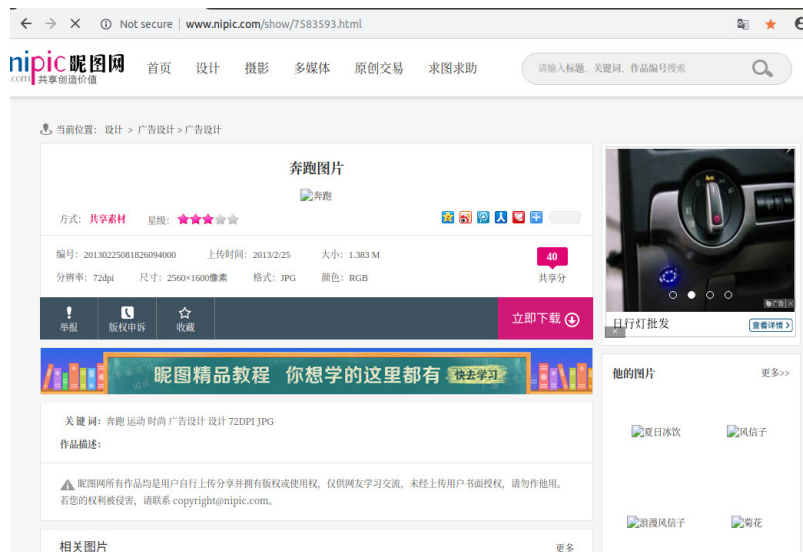 Not secure | www.nipic.com/show/7583593.html
nipic 昵图网
.com 共享创造价值
首页 设计 摄影 多媒体 原创交易 求图求助
请输入标题、关键词、作品编号搜索
当前位置: 设计 > 广告设计 > 广告设计
奔跑图片
奔跑
方式: 共享素材 星级:
编号: 20130225081826094000 上传时间: 2013/2/25 大小: 1.383 M
分辨率: 72dpi 尺寸: 2560×1600像素 格式: JPG 颜色: RGB
40
共享分
举报 版权申诉 收藏 立即下载
昵图精品教程 你想学的这里都有 快去学习
关 键 词: 奔跑 运动 时尚 广告设计 设计 72DPI JPG
作品描述:
昵图网所有作品均是用户自行上传分享并拥有版权或使用权，仅供网友学习交流，未经上传用户书面授权，请勿作他用。
若您的权利被侵害，请联系 copyright@nipic.com。
相关图片 更多
广告
日行灯批发 查看详情 >
他的图片 更多>>
夏日冰饮 风信子
浪漫风信子 菊花